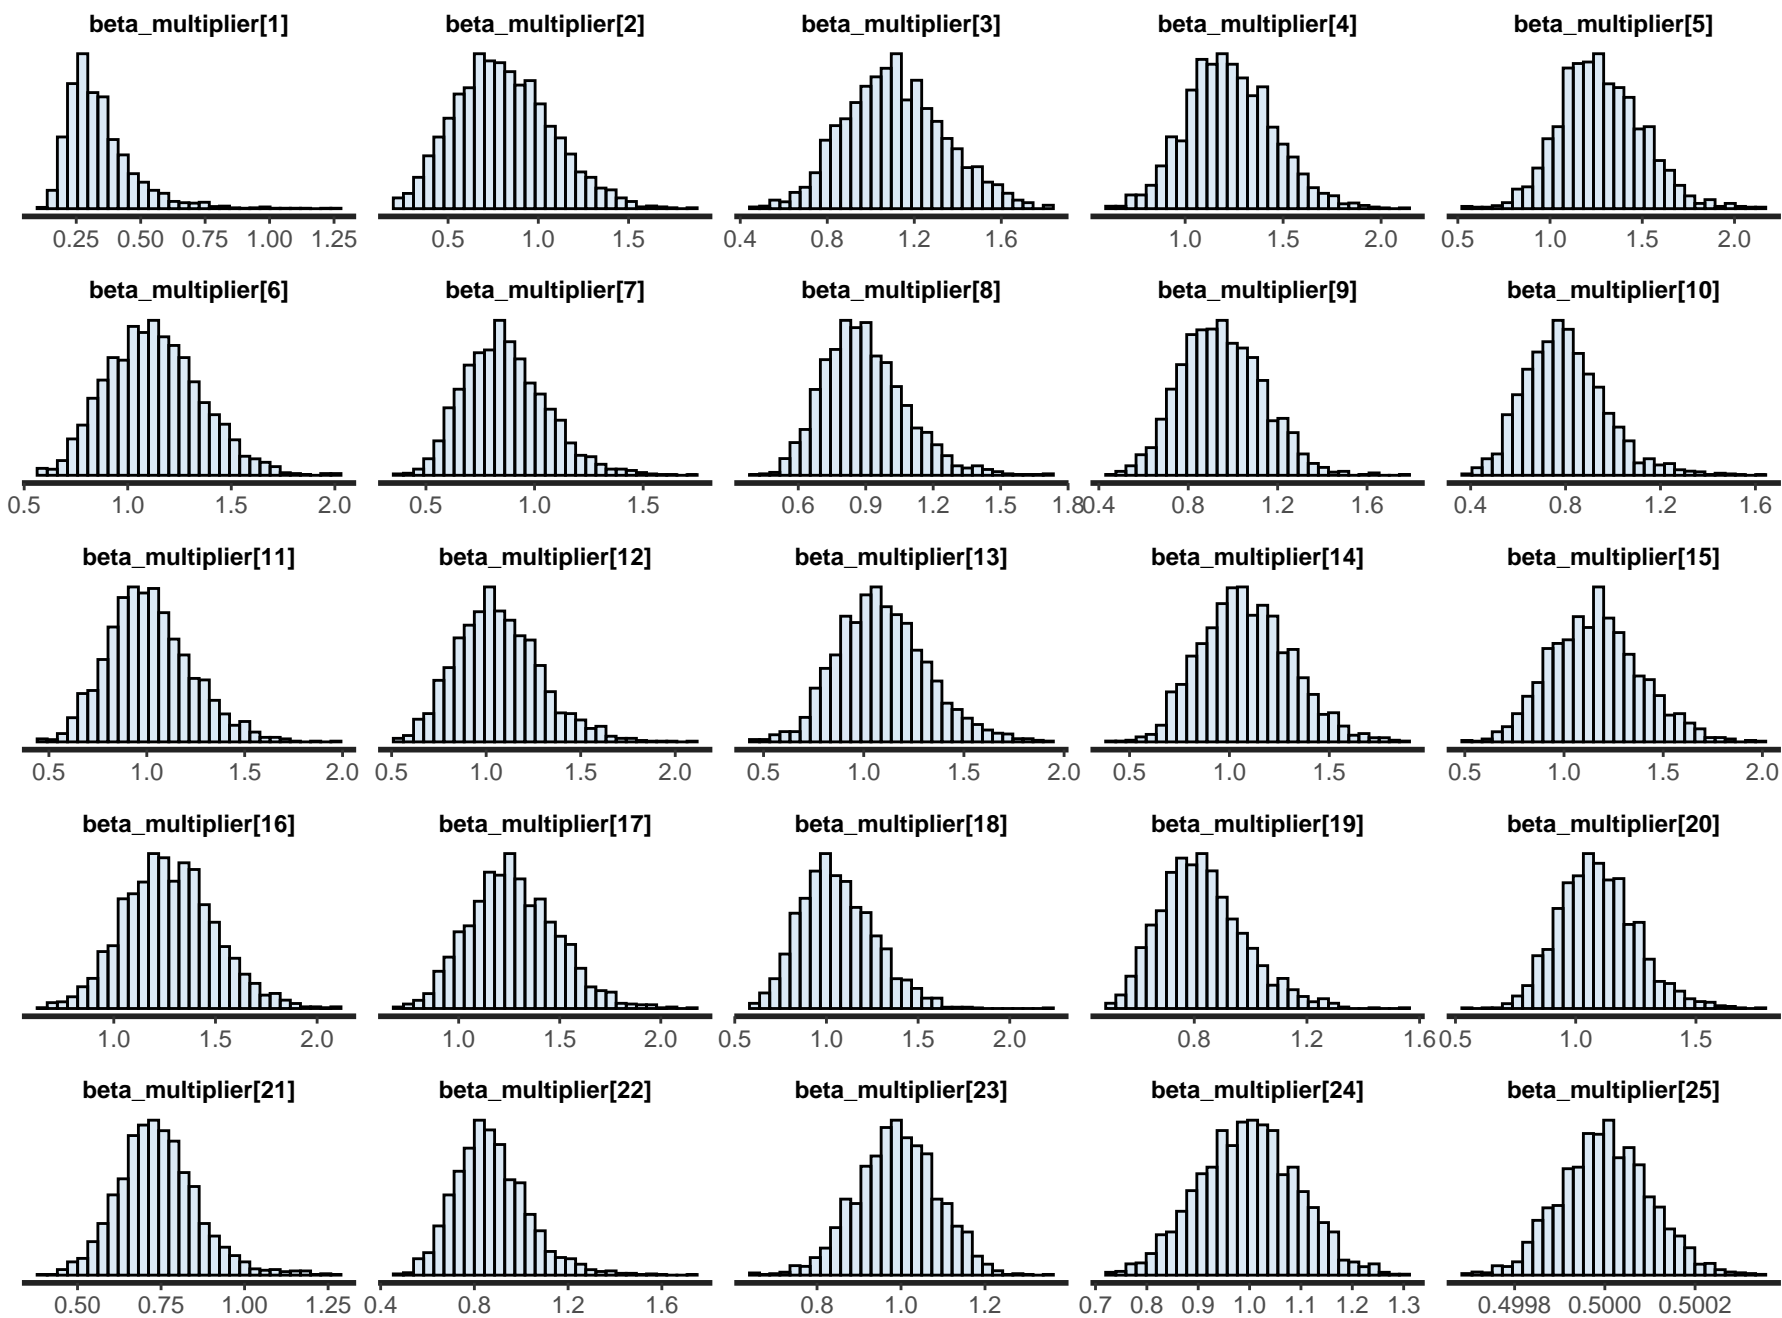 beta_multiplier[1] beta_multiplier[2] beta_multiplier[3] beta_multiplier[4] beta_multiplier[5]
0.25 0.50 0.75 1.00 1.25 0.5 1.0 1.5 0.4 0.8 1.2 1.6 1.0 1.5 2.0 0.5 1.0 1.5 2.0
beta_multiplier[6] beta_multiplier[7] beta_multiplier[8] beta_multiplier[9] beta_multiplier[10]
0.5 1.0 1.5 2.0 0.5 1.0 1.5 0.6 0.9 1.2 1.5 1.8 0.4 0.8 1.2 1.6 0.4 0.8 1.2 1.6
beta_multiplier[11] beta_multiplier[12] beta_multiplier[13] beta_multiplier[14] beta_multiplier[15]
0.5 1.0 1.5 2.0 0.5 1.0 1.5 2.0 0.5 1.0 1.5 2.0 0.5 1.0 1.5 0.5 1.0 1.5 2.0
beta_multiplier[16] beta_multiplier[17] beta_multiplier[18] beta_multiplier[19] beta_multiplier[20]
1.0 1.5 2.0 1.0 1.5 2.0 0.5 1.0 1.5 2.0 0.8 1.2 1.6 0.5 1.0 1.5
beta_multiplier[21] beta_multiplier[22] beta_multiplier[23] beta_multiplier[24] beta_multiplier[25]
0.50 0.75 1.00 1.25 0.4 0.8 1.2 1.6 0.8 1.0 1.2 0.7 0.8 0.9 1.0 1.1 1.2 1.3 0.4998 0.5000 0.5002